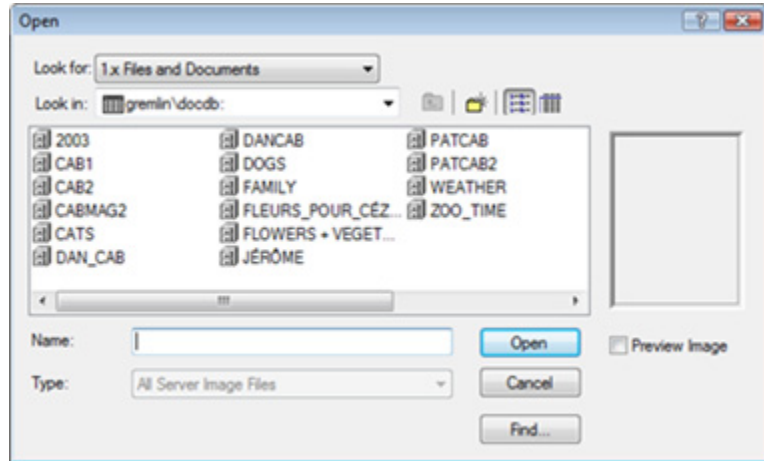 Open
Look for: 1.x Files and Documents
Look in: gremlin\docdb:
2003 DANCAB PATCAB
CAB1 DOGS PATCAB2
CAB2 FAMILY WEATHER
CABMAG2 FLEURS_POUR_CÉZ... ZOO_TIME
CATS FLOWERS + VEGET...
DAN_CAB JÉRÔME
Name: Open Preview Image
Type: All Server Image Files Cancel
Find...